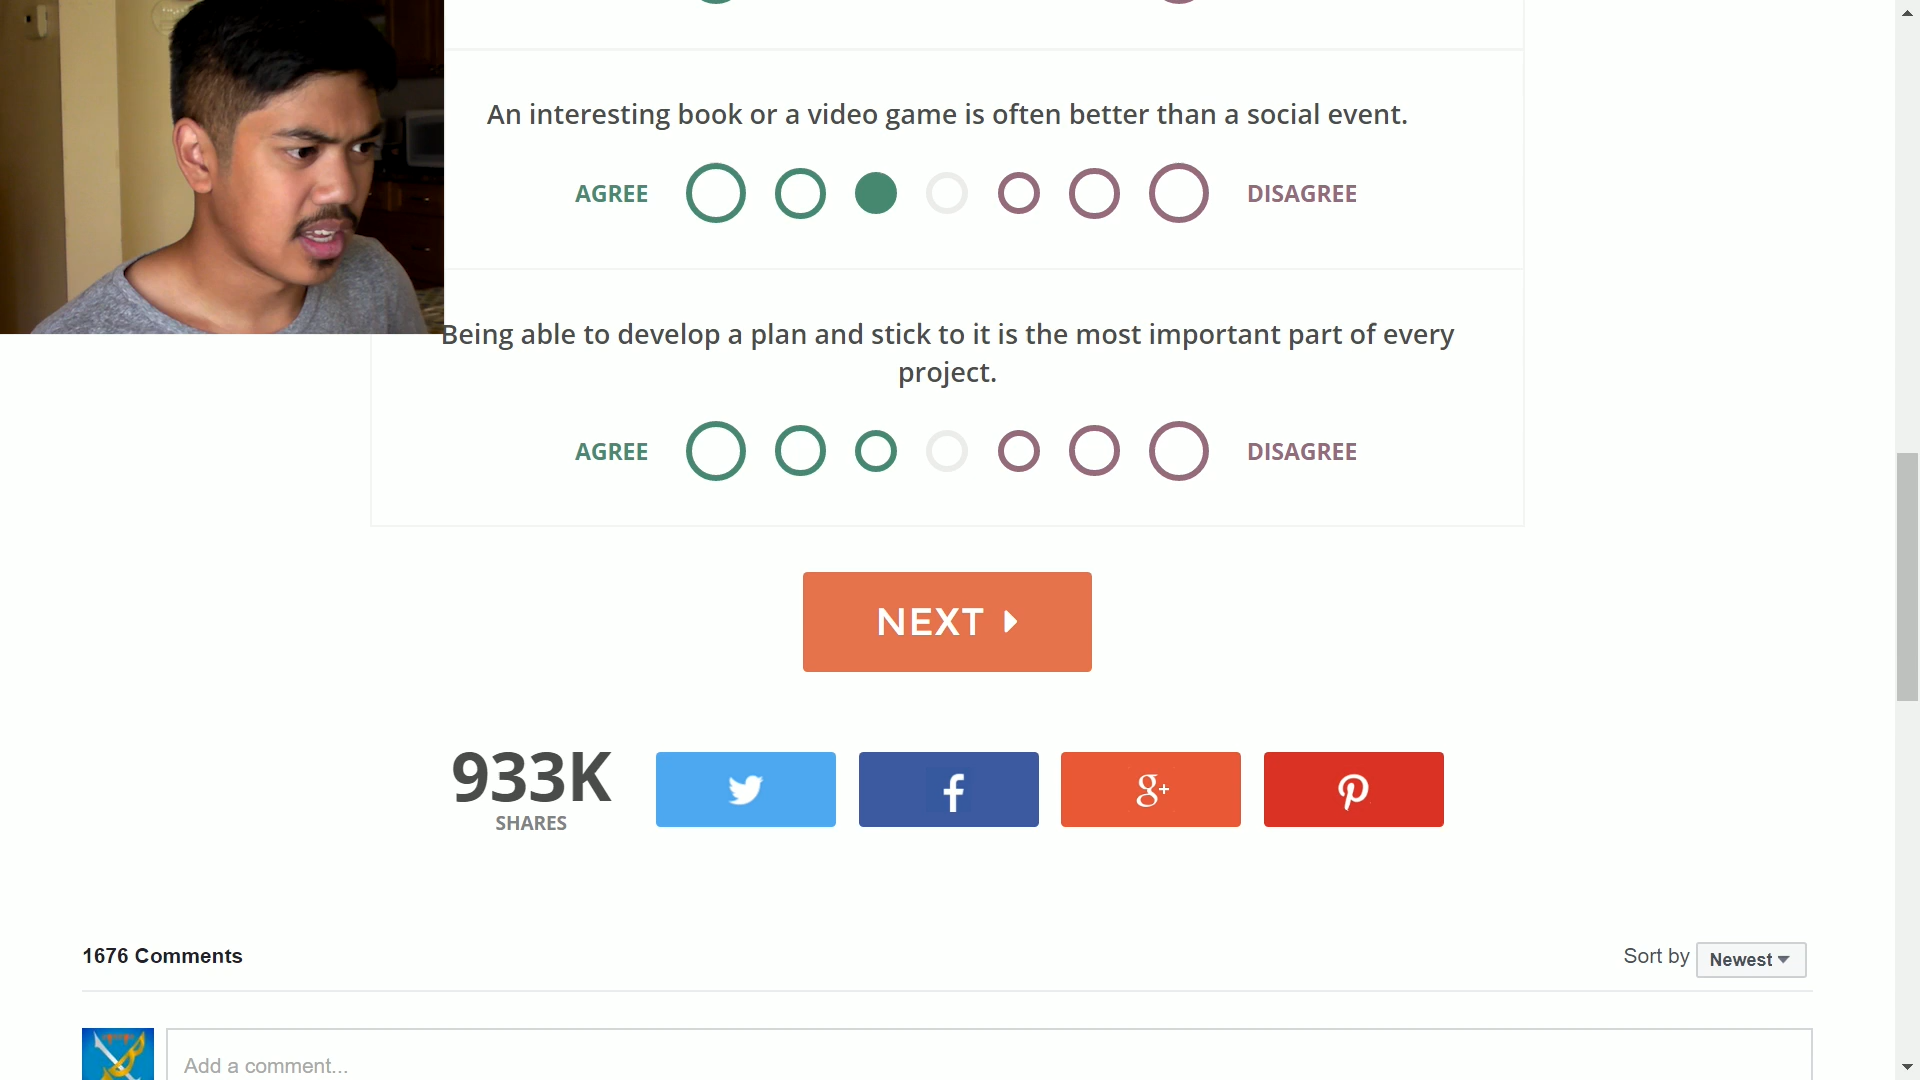 An interesting book or a video game is often better than a social event.
AGREE DISAGREE
Being able to develop a plan and stick to it is the most important part of every
project.
AGREE DISAGREE
NEXT
933K
SHARES
f
g+
1676 Comments
Sort by Newest
Add a comment...